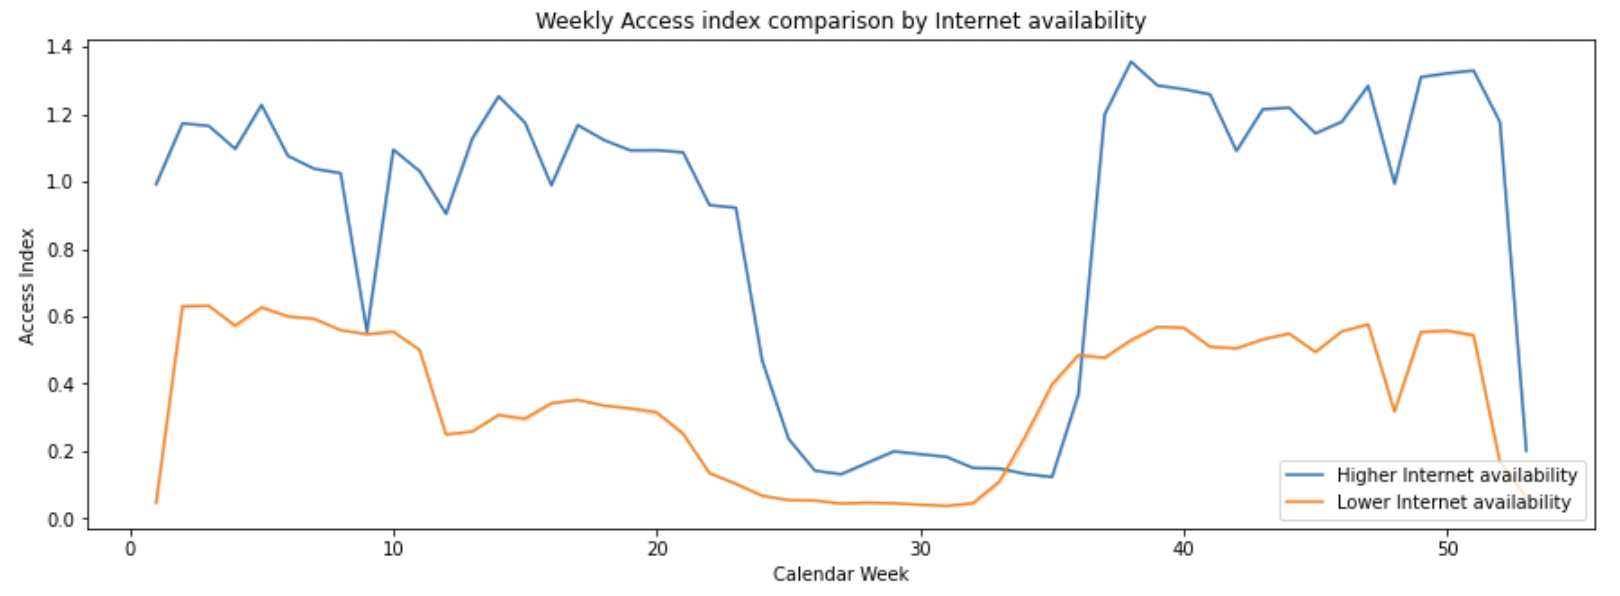 Weekly Access index comparison by Internet availability
1.4
1.2
1.0
0.8
0.6
0.4
0.2
0.0
Access Index
Higher Internet availability
Lower Internet availability
0 10 20 30 40 50
Calendar Week